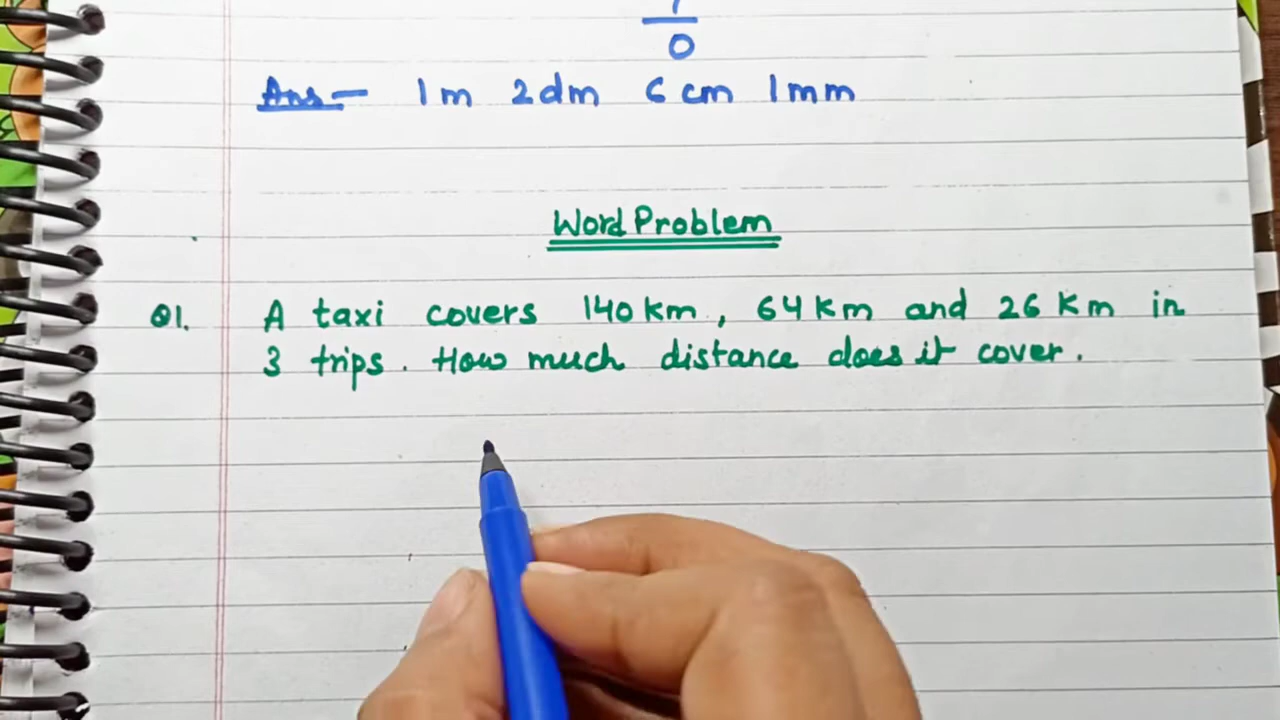 0
Ans- 1m 2dm 6cm 1mm
Word Problem
Q1. A taxi covers 140 km, 64 km and 26 Km in
3 trips. How much distance does it cover.